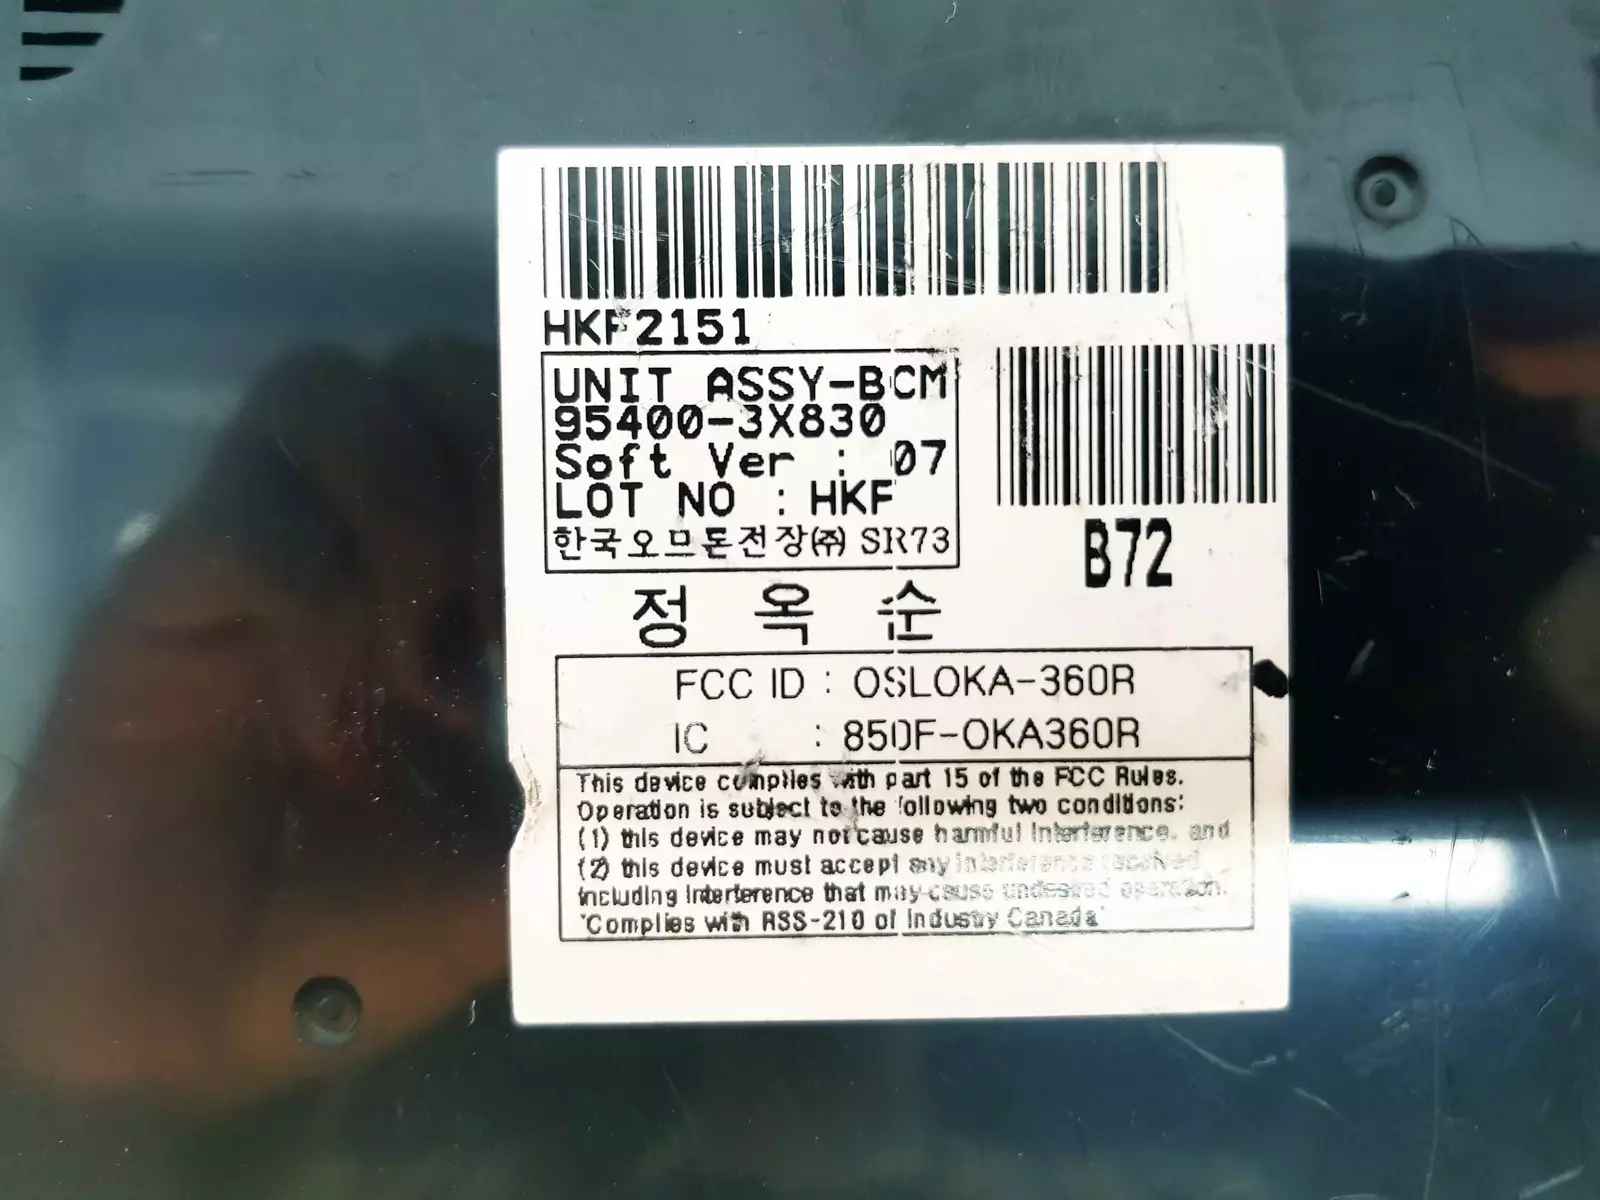 HKF2151
UNIT ASSY-BCM
95400-3X830
Soft Ver : 07
LOT NO : HKF
한국오므론전장(주) SR73
B72
정 옥 순
FCC ID : OSLOKA-360R
IC : 850F-OKA360R
This device complies with part 15 of the FCC Rules.
Operation is subject to the following two conditions:
(1) this device may not cause harmful interference, and
(2) this device must accept any interference received
including interference that may cause undesired operation.
"Complies with RSS-210 of Industry Canada"